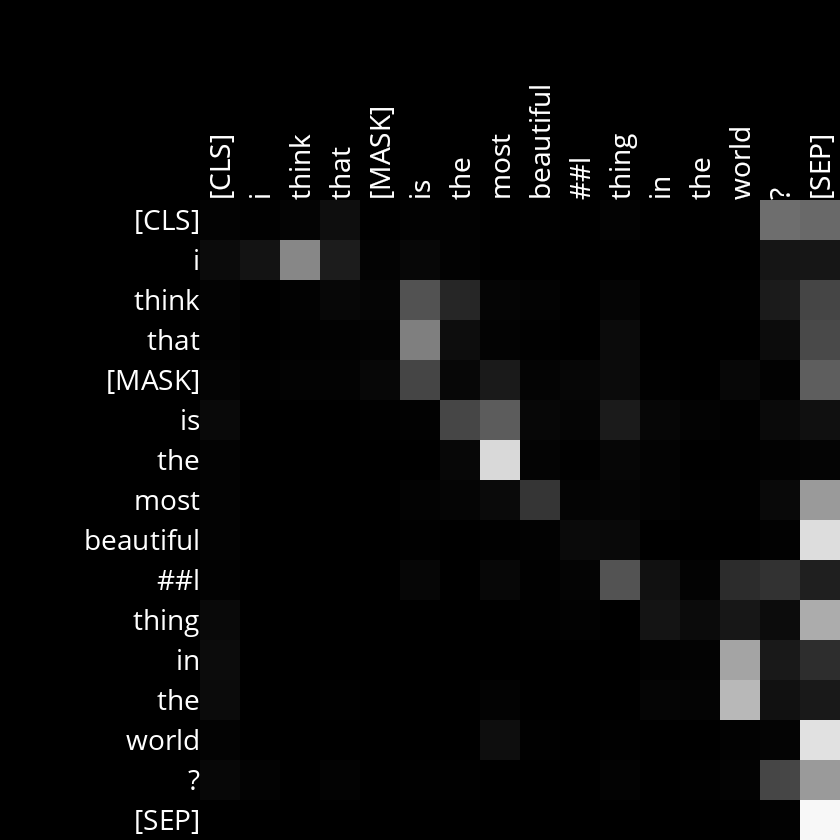 [CLS] i think that [MASK] is the most beautiful ##l thing in the world ? [SEP]
[CLS]
i
think
that
[MASK]
is
the
most
beautiful
##l
thing
in
the
world
?
[SEP]